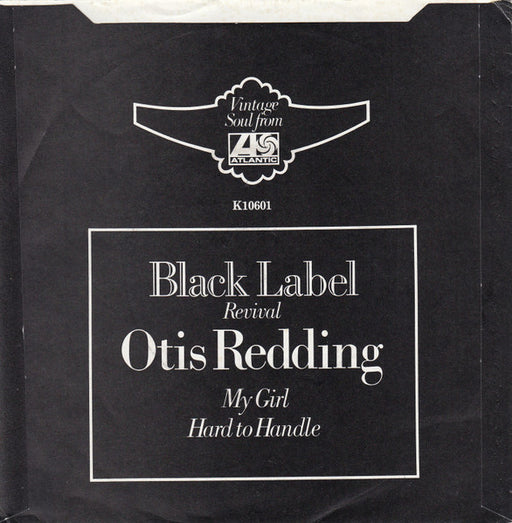 Vintage
Soul from
ATLANTIC
K10601
Black Label
Revival
Otis Redding
My Girl
Hard to Handle